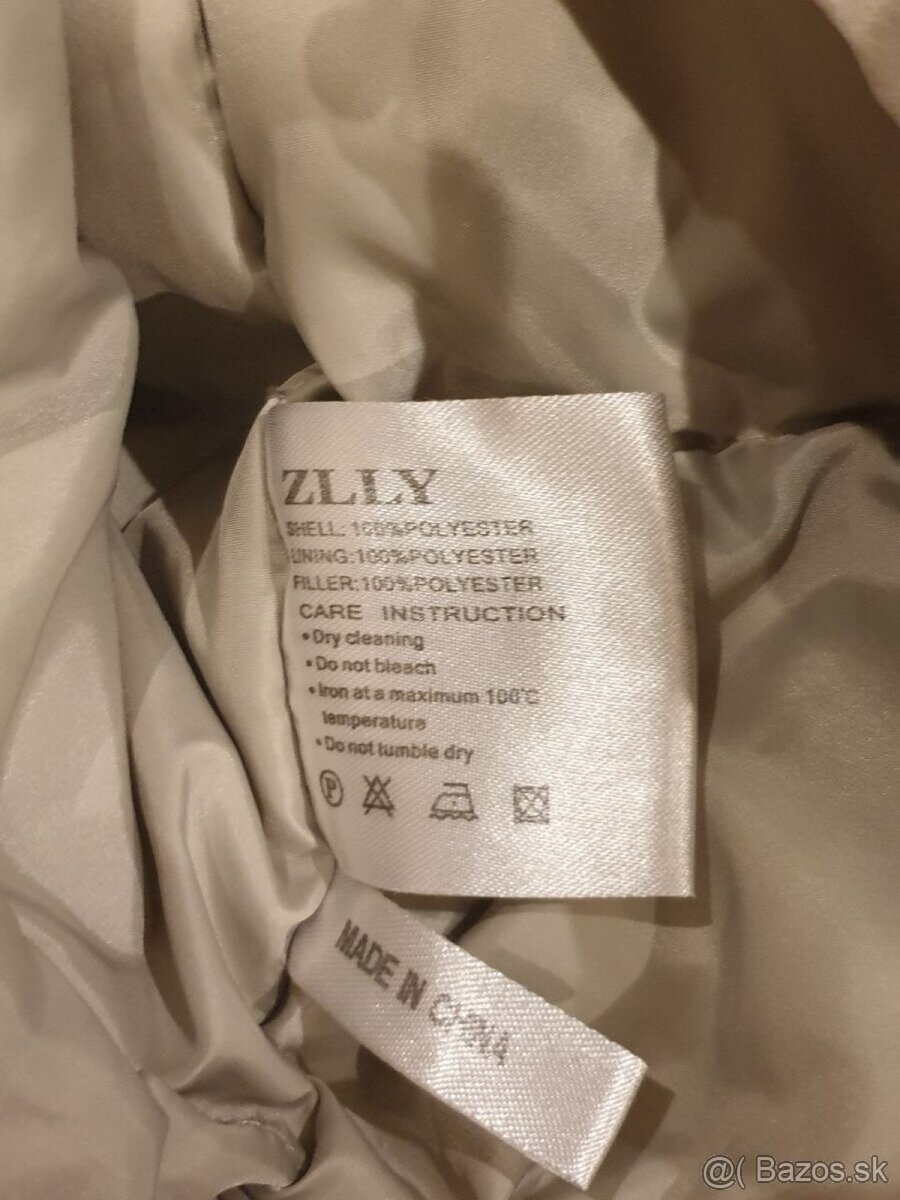 ZLLY
SHELL: 100%POLYESTER
LINING:100%POLYESTER
FILLER:100%POLYESTER
CARE INSTRUCTION
•Dry cleaning
•Do not bleach
•Iron at a maximum 100°C
temperature
•Do not tumble dry
P
MADE IN CHINA
@( Bazos.sk